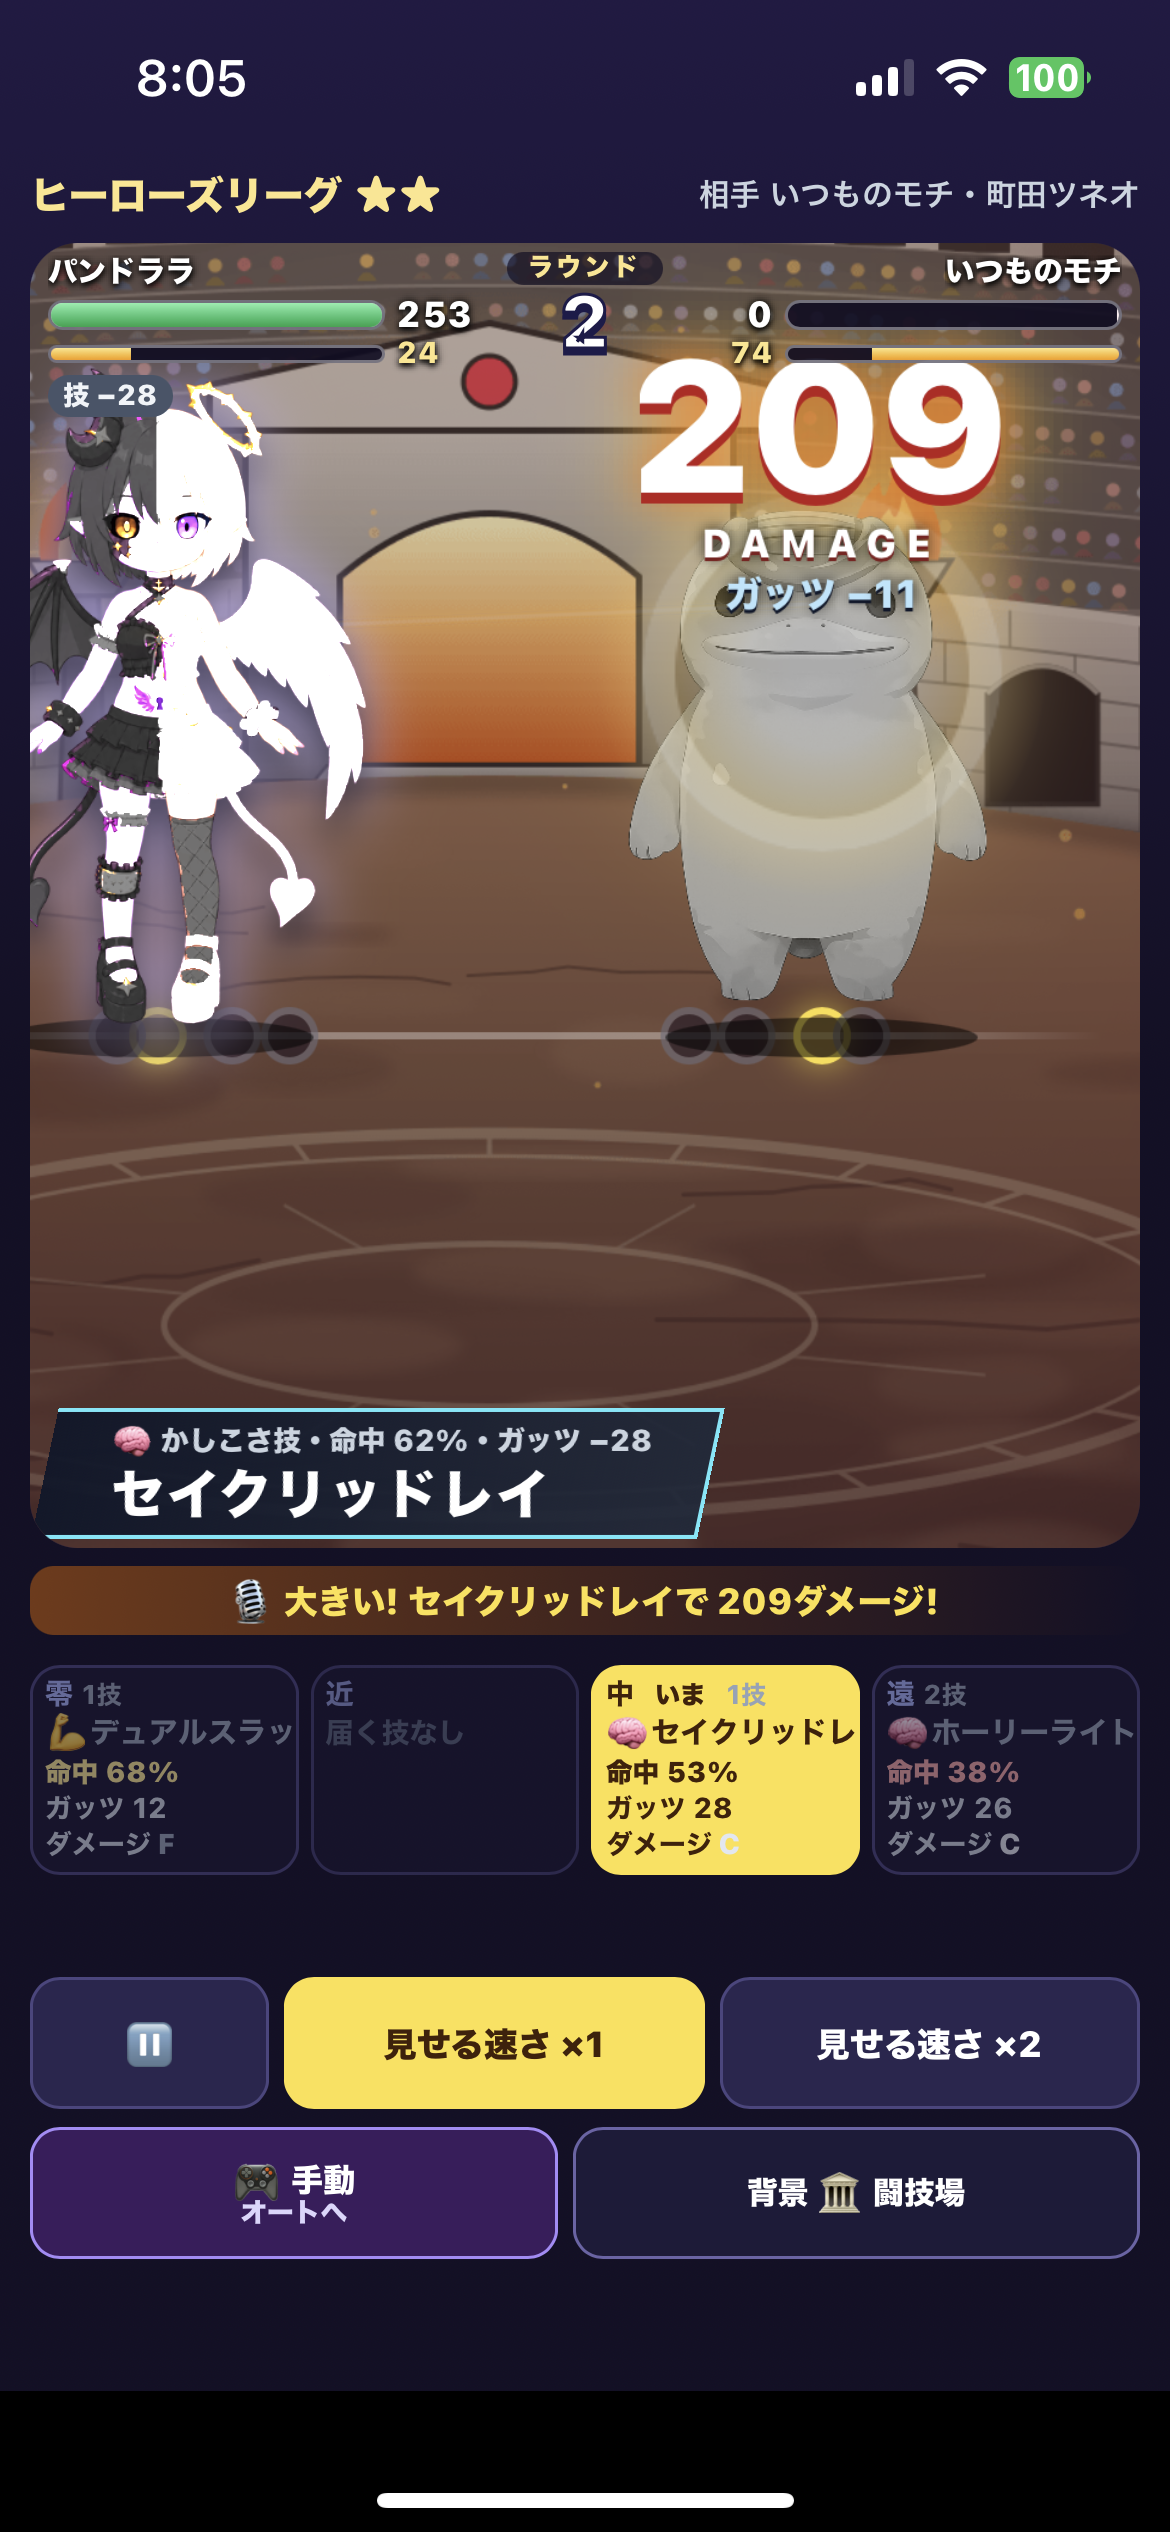 8:05
100
ヒーローズリーグ ★★
相手 いつものモチ・町田ツネオ
パンドララ
ラウンド
いつものモチ
253
2
0
24
74
技 −28
209
DAMAGE
ガッツ −11
かしこさ技・命中 62%・ガッツ −28
セイクリッドレイ
大きい! セイクリッドレイで 209ダメージ!
零 1技
デュアルスラッ
命中 68%
ガッツ 12
ダメージ F
近
届く技なし
中 いま 1技
セイクリッドレ
命中 53%
ガッツ 28
ダメージ C
遠 2技
ホーリーライト
命中 38%
ガッツ 26
ダメージ C
見せる速さ ×1
見せる速さ ×2
手動
オートへ
背景 闘技場